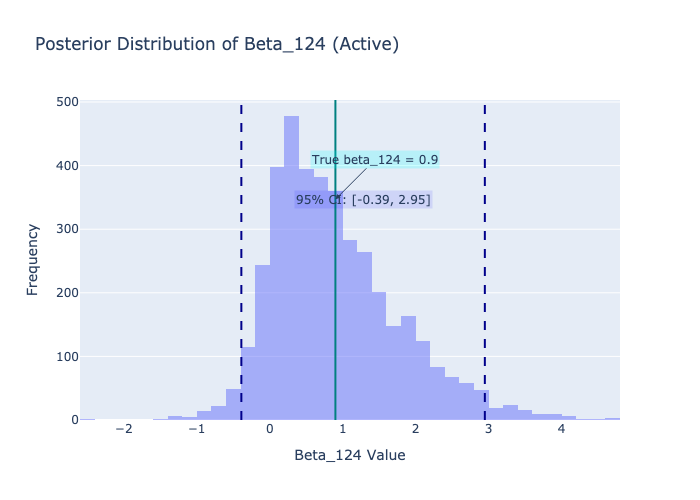 Posterior Distribution of Beta_124 (Active)
500
400
300
200
100
0
Frequency
True beta_124 = 0.9
95% CI: [-0.39, 2.95]
−2
−1
0
1
2
3
4
Beta_124 Value